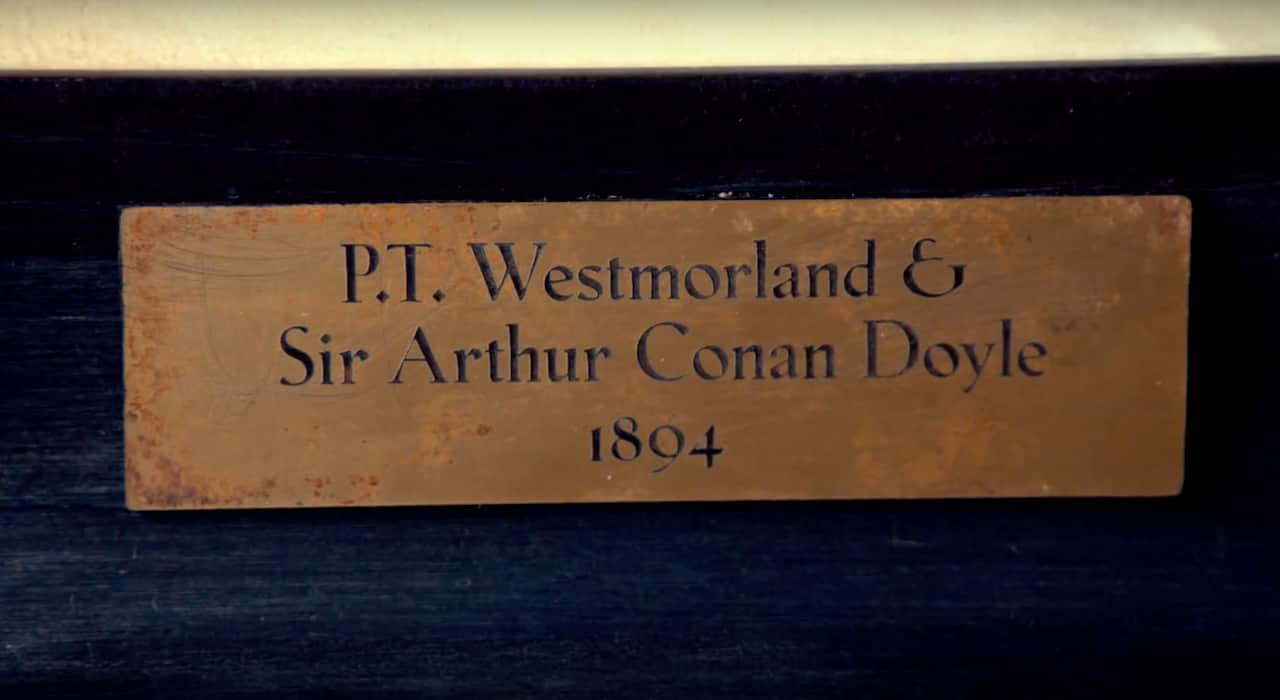 P.T. Westmorland &
Sir Arthur Conan Doyle
1894